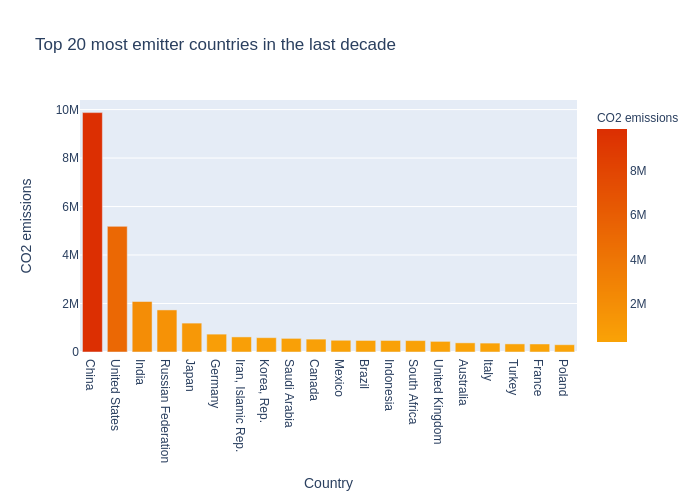 Top 20 most emitter countries in the last decade
CO2 emissions
10M
8M
6M
4M
2M
0
China
United States
India
Russian Federation
Japan
Germany
Iran, Islamic Rep.
Korea, Rep.
Saudi Arabia
Canada
Mexico
Brazil
Indonesia
South Africa
United Kingdom
Australia
Italy
Turkey
France
Poland
Country
CO2 emissions
8M
6M
4M
2M